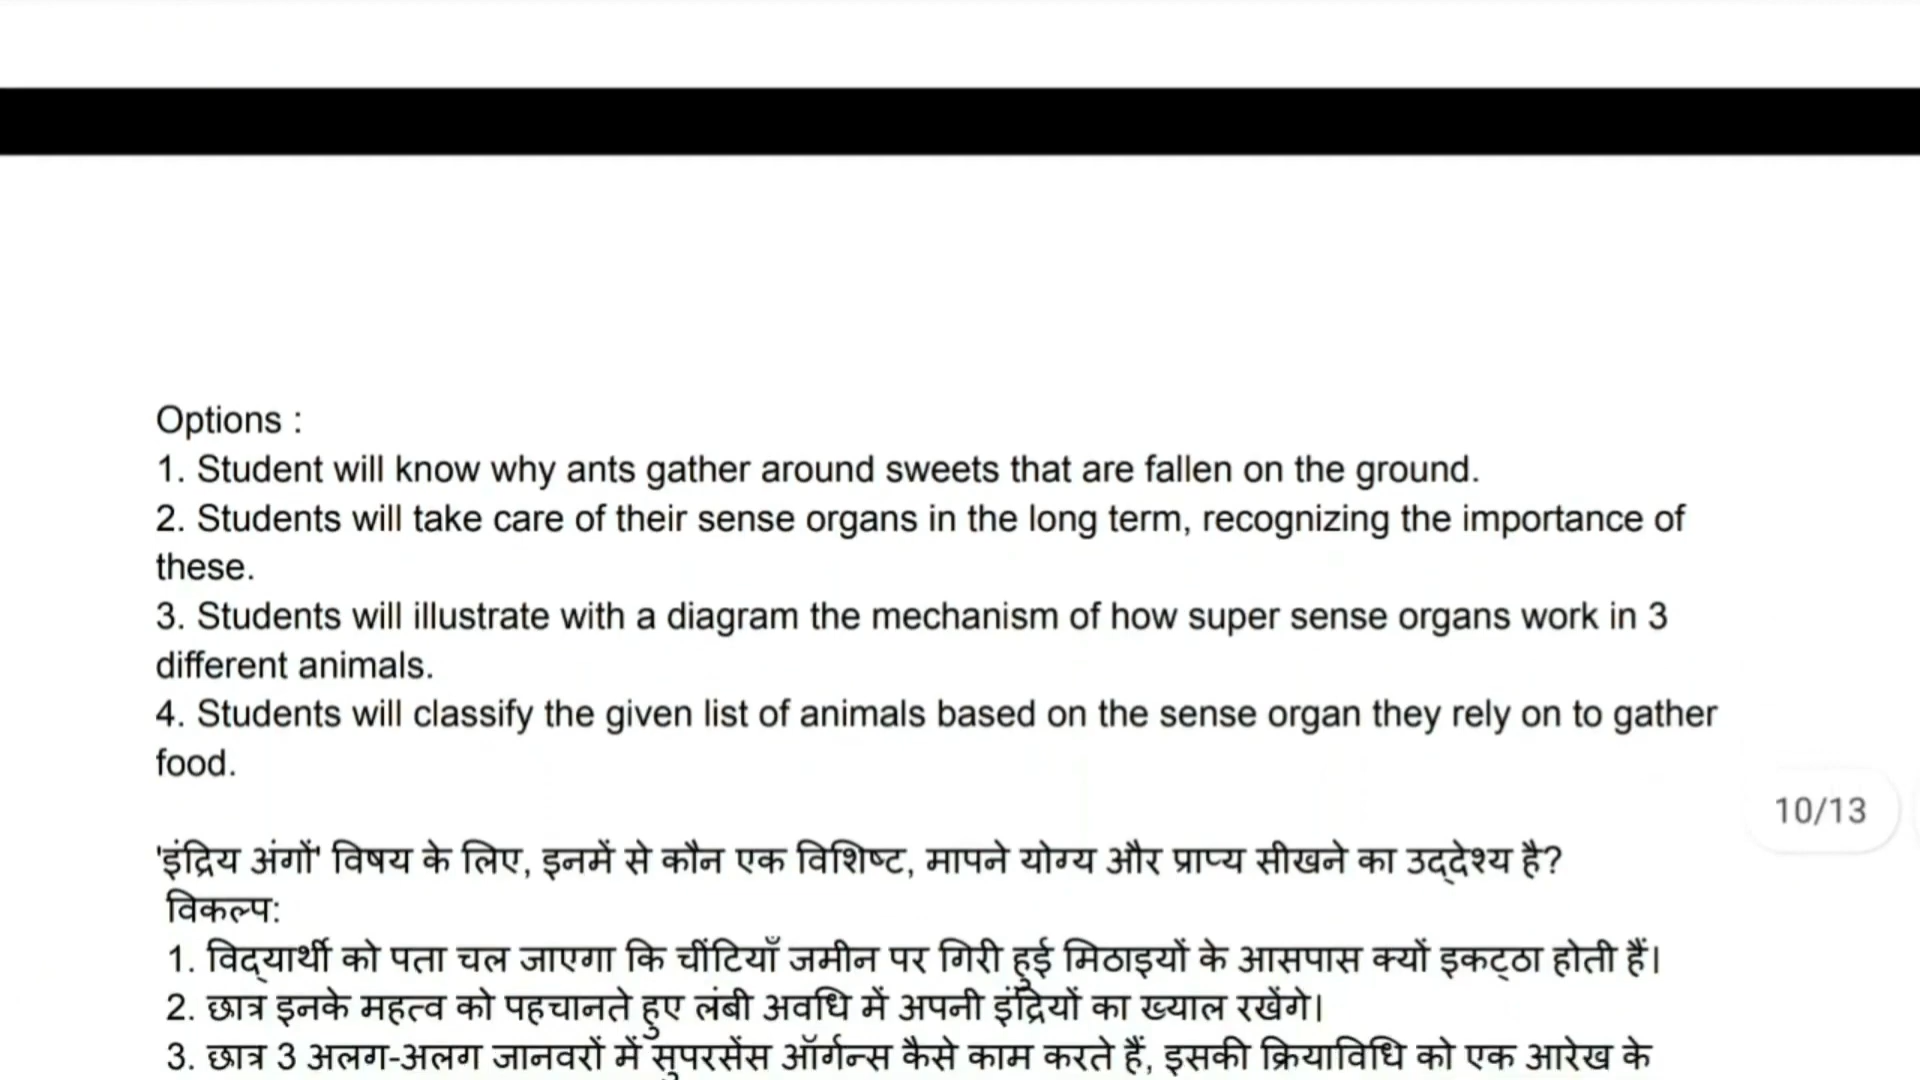 Options :
1. Student will know why ants gather around sweets that are fallen on the ground.
2. Students will take care of their sense organs in the long term, recognizing the importance of
these.
3. Students will illustrate with a diagram the mechanism of how super sense organs work in 3
different animals.
4. Students will classify the given list of animals based on the sense organ they rely on to gather
food.
10/13
'इंद्रिय अंगों' विषय के लिए, इनमें से कौन एक विशिष्ट, मापने योग्य और प्राप्य सीखने का उद्देश्य है?
विकल्प:
1. विद्यार्थी को पता चल जाएगा कि चींटियाँ जमीन पर गिरी हुई मिठाइयों के आसपास क्यों इकट्ठा होती हैं।
2. छात्र इनके महत्व को पहचानते हुए लंबी अवधि में अपनी इंद्रियों का ख्याल रखेंगे।
3. छात्र 3 अलग-अलग जानवरों में सुपरसेंस ऑर्गन्स कैसे काम करते हैं, इसकी क्रियाविधि को एक आरेख के